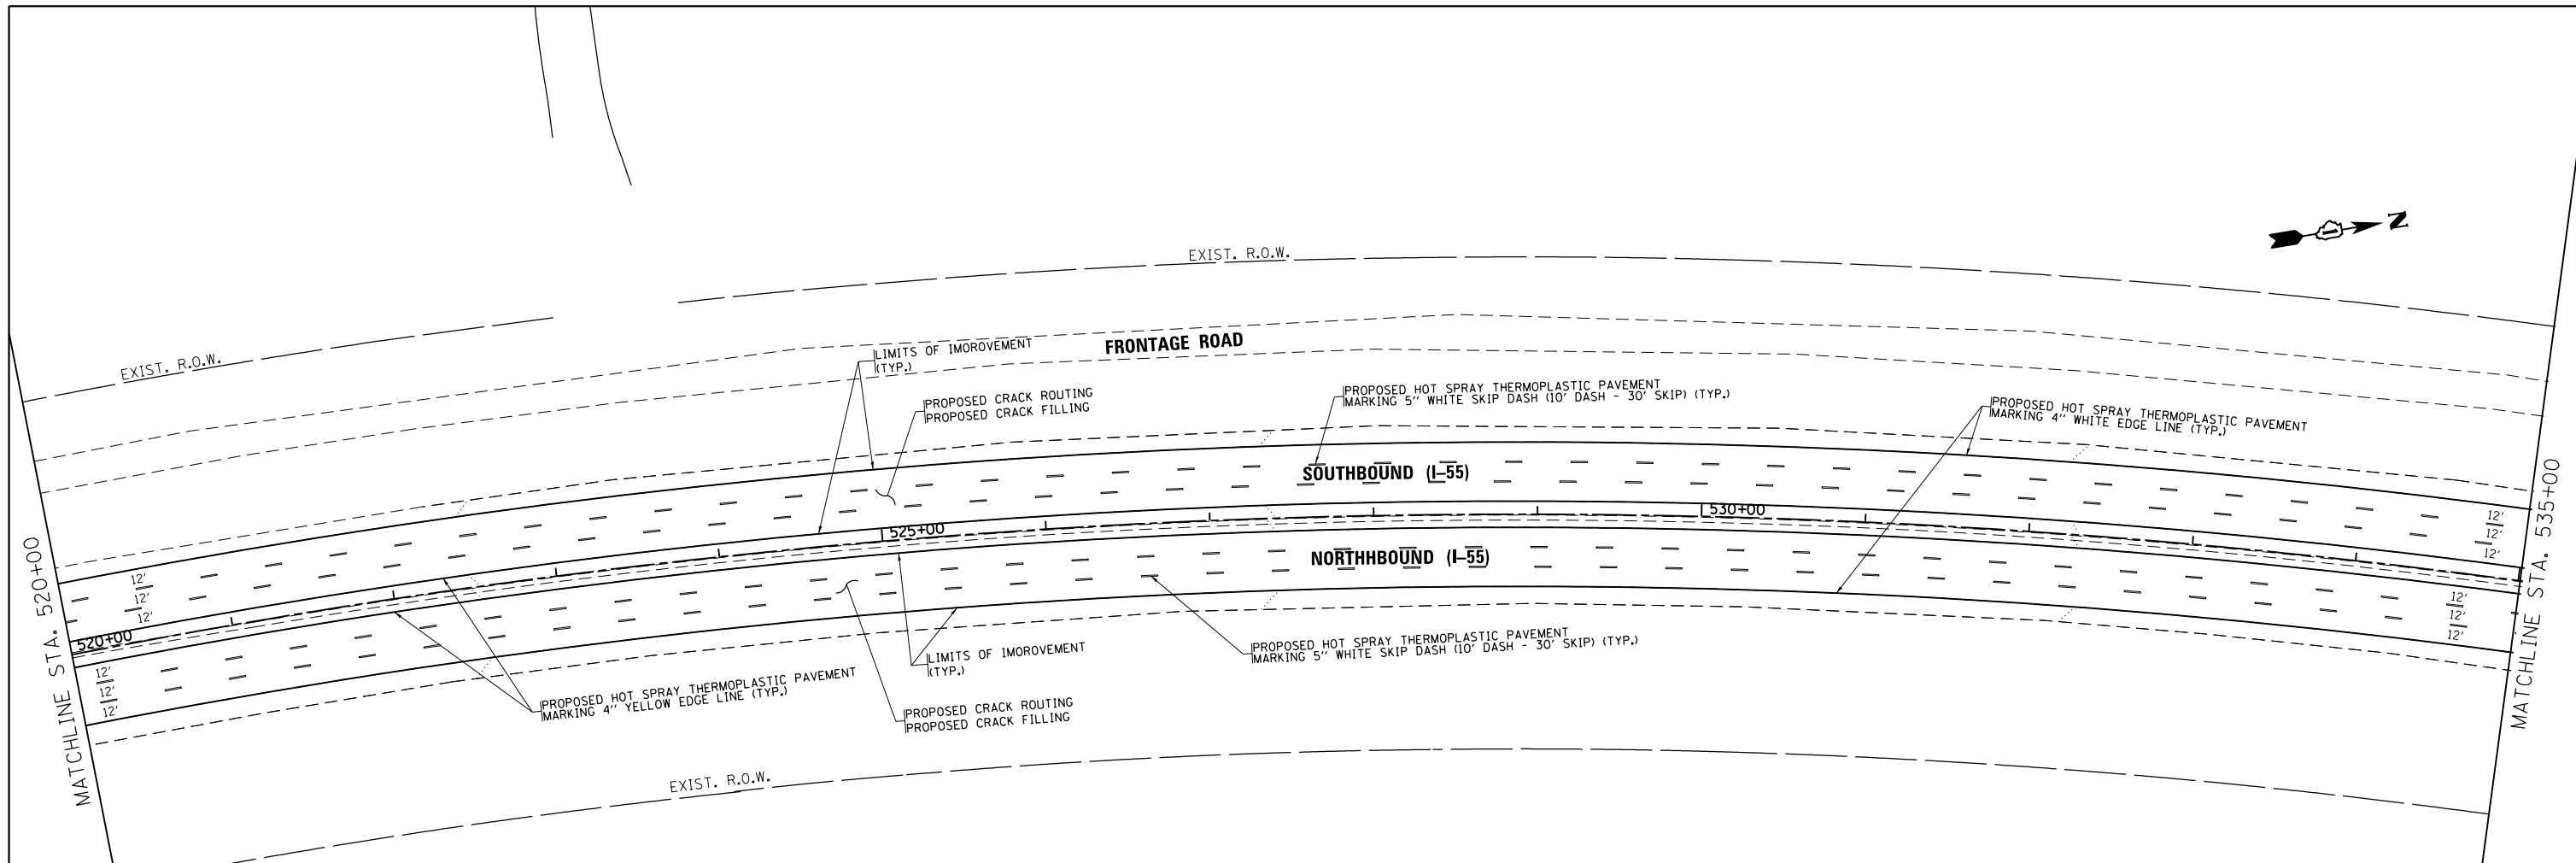 N
EXIST. R.O.W.
EXIST. R.O.W.
FRONTAGE ROAD
LIMITS OF IMOROVEMENT
(TYP.)
PROPOSED CRACK ROUTING
PROPOSED CRACK FILLING
PROPOSED HOT SPRAY THERMOPLASTIC PAVEMENT
MARKING 5'' WHITE SKIP DASH (10' DASH - 30' SKIP) (TYP.)
PROPOSED HOT SPRAY THERMOPLASTIC PAVEMENT
MARKING 4'' WHITE EDGE LINE (TYP.)
SOUTHBOUND (I-55)
12'
12'
12'
12'
12'
12'
520+00
525+00
530+00
NORTHHBOUND (I-55)
12'
12'
12'
12'
12'
12'
MATCHLINE STA. 520+00
MATCHLINE STA. 535+00
PROPOSED HOT SPRAY THERMOPLASTIC PAVEMENT
MARKING 4'' YELLOW EDGE LINE (TYP.)
LIMITS OF IMOROVEMENT
(TYP.)
PROPOSED CRACK ROUTING
PROPOSED CRACK FILLING
PROPOSED HOT SPRAY THERMOPLASTIC PAVEMENT
MARKING 5'' WHITE SKIP DASH (10' DASH - 30' SKIP) (TYP.)
EXIST. R.O.W.